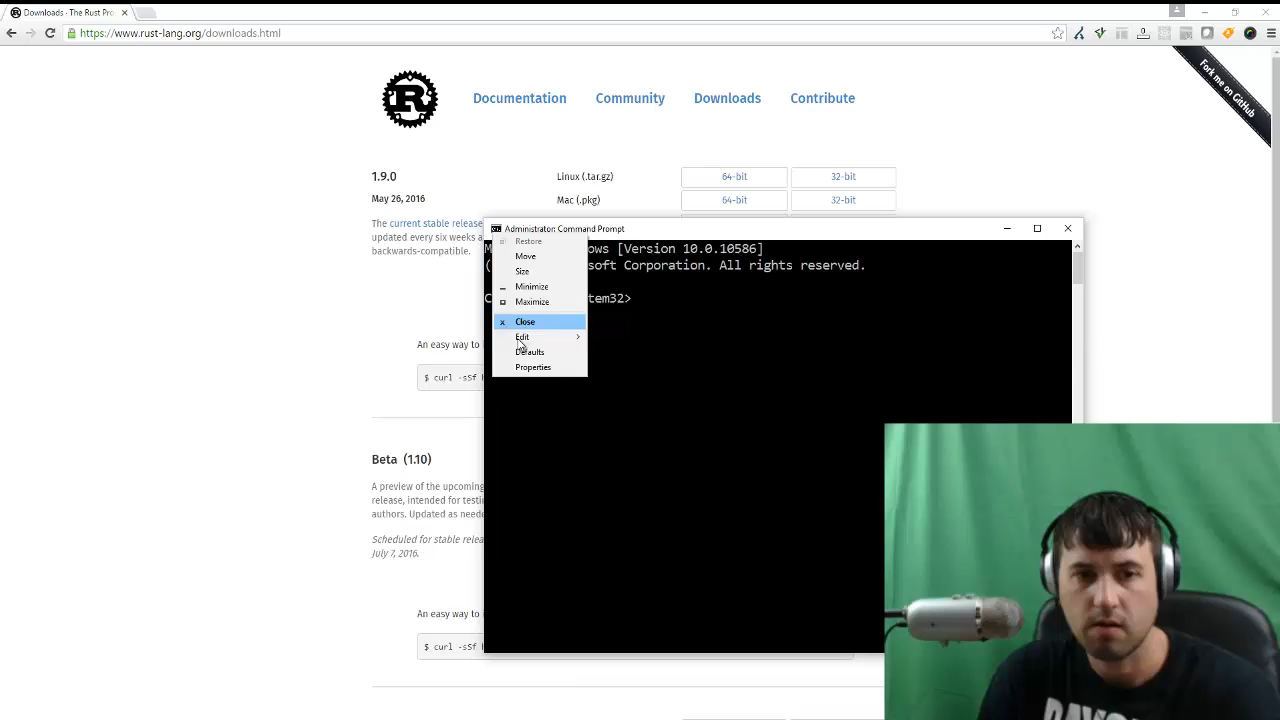 Downloads · The Rust Pro
https://www.rust-lang.org/downloads.html
Fork me on GitHub
R
Documentation
Community
Downloads
Contribute
1.9.0
Linux (.tar.gz)
64-bit
32-bit
May 26, 2016
Mac (.pkg)
64-bit
32-bit
The current stable release
updated every six weeks a
backwards-compatible.
Administrator: Command Prompt
ows [Version 10.0.10586]
soft Corporation. All rights reserved.
tem32>
Restore
Move
Size
Minimize
Maximize
Close
Edit
Defaults
Properties
An easy way to
$ curl -sSf
Beta (1.10)
A preview of the upcoming
release, intended for testi
authors. Updated as neede
Scheduled for stable relea
July 7, 2016.
An easy way to
$ curl -sSf